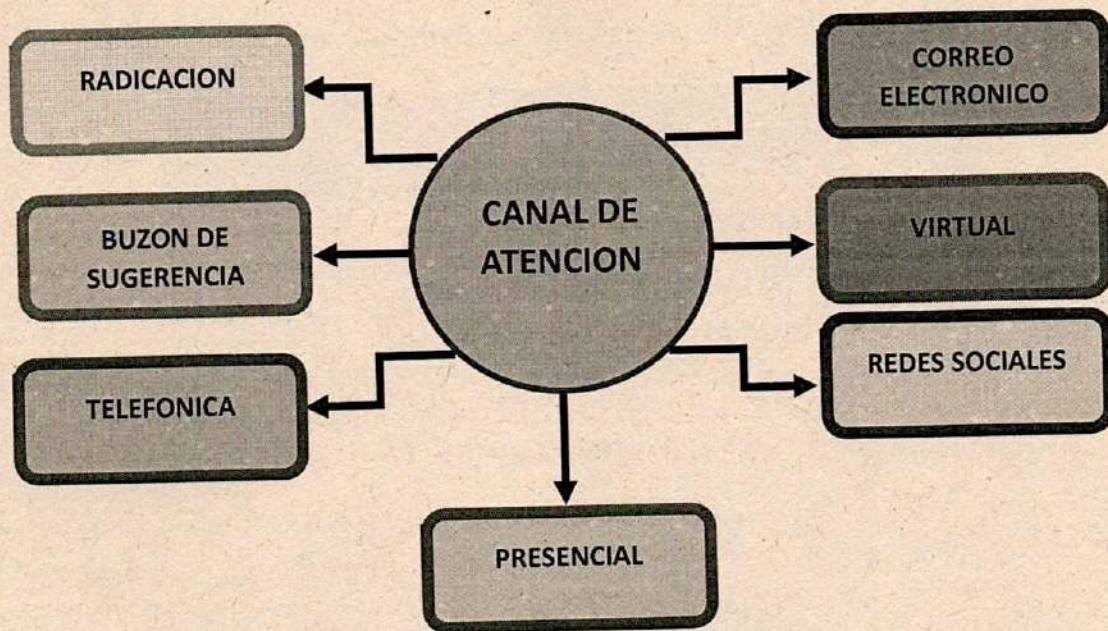 RADICACION
CORREO
ELECTRONICO
CANAL DE
ATENCION
BUZON DE
SUGERENCIA
VIRTUAL
TELEFONICA
REDES SOCIALES
PRESENCIAL